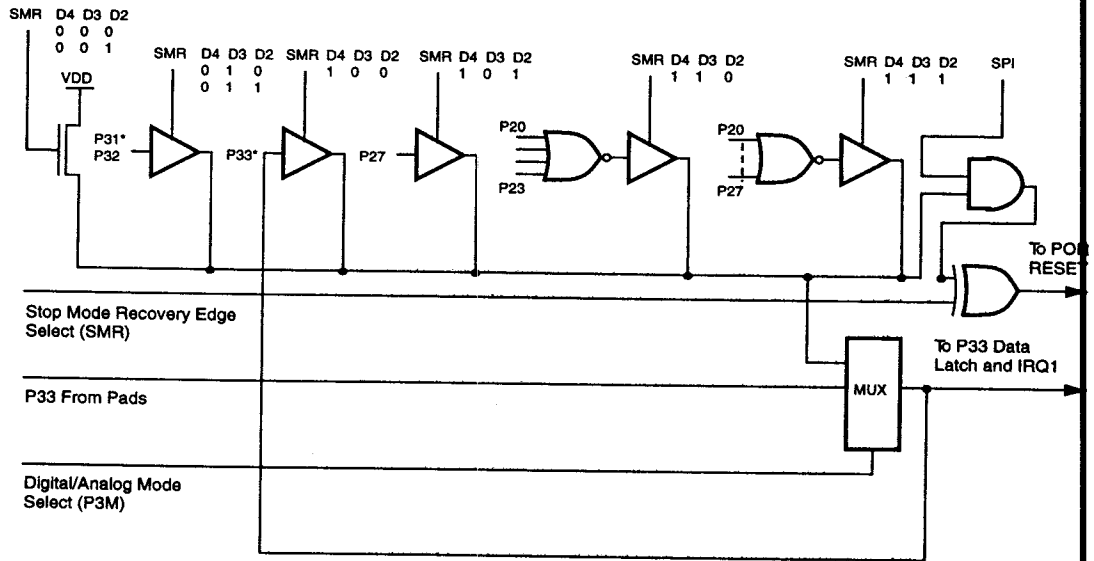 SMR D4 D3 D2
0 0 0
0 0 1
VDD
SMR D4 D3 D2
0 1 0
0 1 1
P31*
P32
SMR D4 D3 D2
1 0 0
P33*
SMR D4 D3 D2
1 0 1
P27
SMR D4 D3 D2
1 1 0
P20
P23
SMR D4 D3 D2
1 1 1
P20
P27
SPI
To POR
RESET
Stop Mode Recovery Edge
Select (SMR)
To P33 Data
Latch and IRQ1
MUX
P33 From Pads
Digital/Analog Mode
Select (P3M)